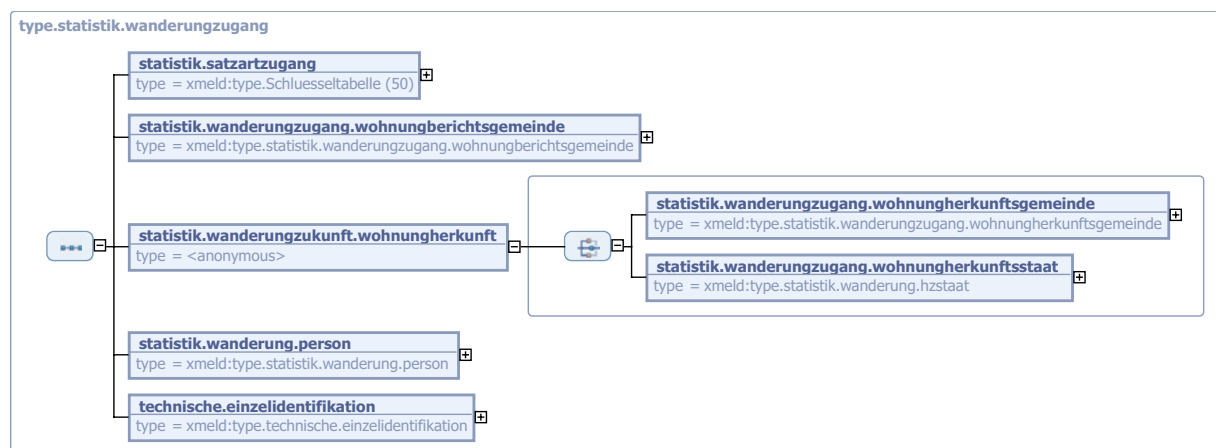 type.statistik.wanderungzugang
statistik.satzartzugang
type = xmeld:type.Schluesseltabelle (50)
statistik.wanderungzugang.wohnungberichtsgemeinde
type = xmeld:type.statistik.wanderungzugang.wohnungberichtsgemeinde
statistik.wanderungzukunft.wohnungherkunft
type = <anonymous>
statistik.wanderungzugang.wohnungherkunftsgemeinde
type = xmeld:type.statistik.wanderungzugang.wohnungherkunftsgemeinde
statistik.wanderungzugang.wohnungherkunftsstaat
type = xmeld:type.statistik.wanderung.hzstaat
statistik.wanderung.person
type = xmeld:type.statistik.wanderung.person
technische.einzelidentifikation
type = xmeld:type.technische.einzelidentifikation